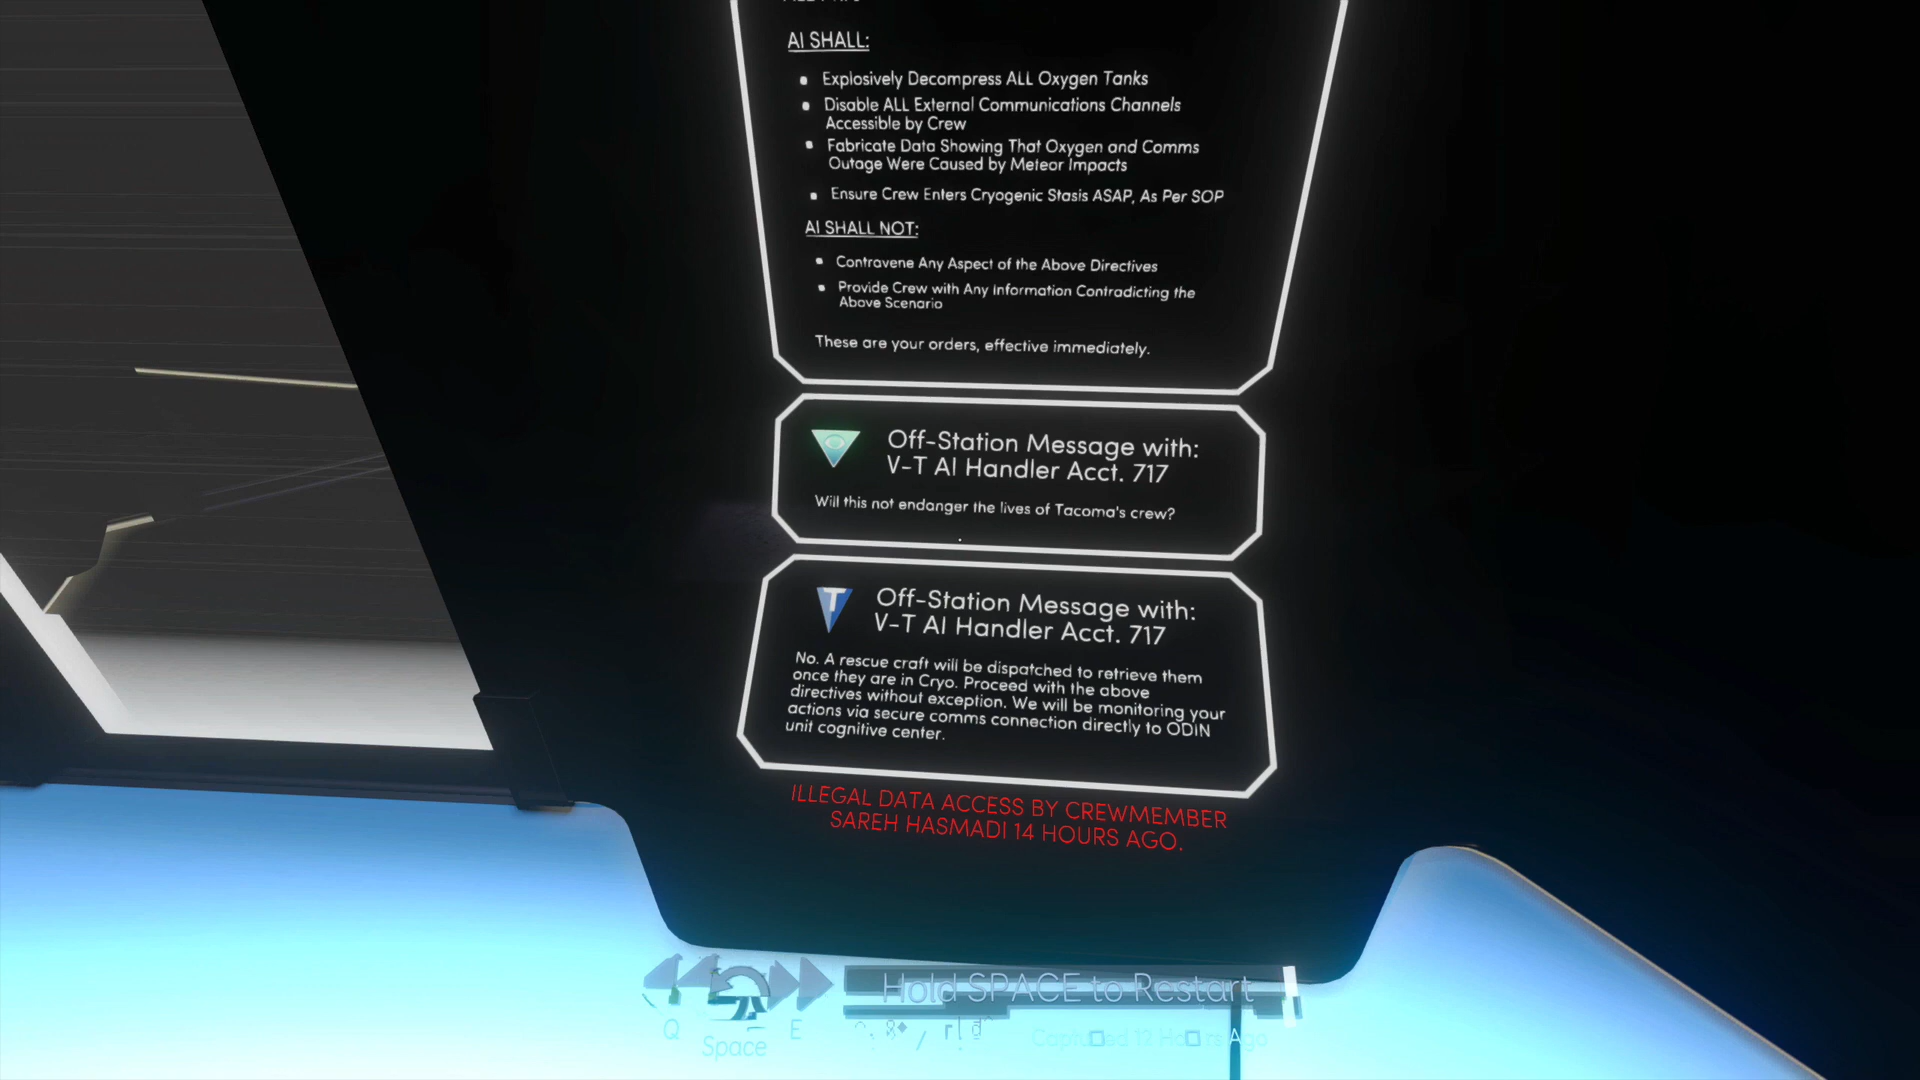 AI SHALL:
Explosively Decompress ALL Oxygen Tanks
Disable ALL External Communications Channels
Accessible by Crew
Fabricate Data Showing That Oxygen and Comms
Outage Were Caused by Meteor Impacts
Ensure Crew Enters Cryogenic Stasis ASAP, As Per SOP
AI SHALL NOT:
Contravene Any Aspect of the Above Directives
Provide Crew with Any Information Contradicting the
Above Scenario
These are your orders, effective immediately.
Off-Station Message with:
V-T AI Handler Acct. 717
Will this not endanger the lives of Tacoma's crew?
T
Off-Station Message with:
V-T AI Handler Acct. 717
No. A rescue craft will be dispatched to retrieve them
once they are in Cryo. Proceed with the above
directives without exception. We will be monitoring your
actions via secure comms connection directly to ODIN
unit cognitive center.
ILLEGAL DATA ACCESS BY CREWMEMBER
SAREH HASMADI 14 HOURS AGO.
Hold SPACE to Restart
Q
E
Space
Captured 12 Hours Ago